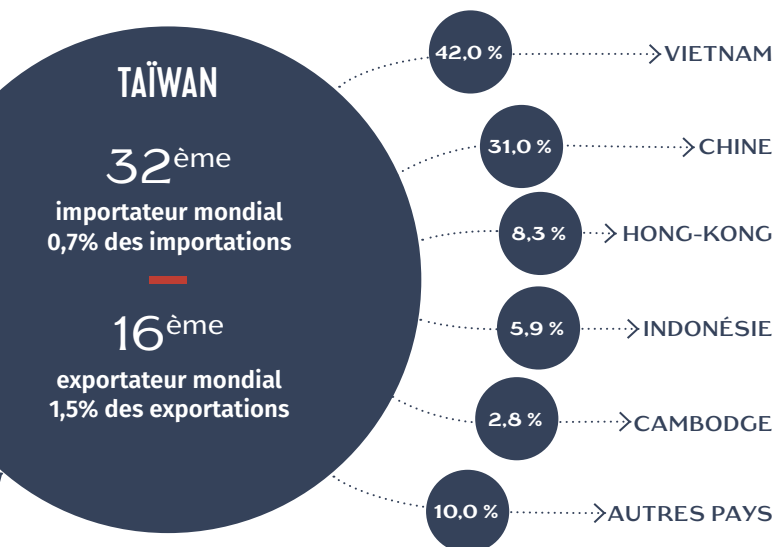 TAÏWAN
32ème
importateur mondial
0,7% des importations
16ème
exportateur mondial
1,5% des exportations
42,0 % VIETNAM
31,0 % CHINE
8,3 % HONG-KONG
5,9 % INDONÉSIE
2,8 % CAMBODGE
10,0 % AUTRES PAYS